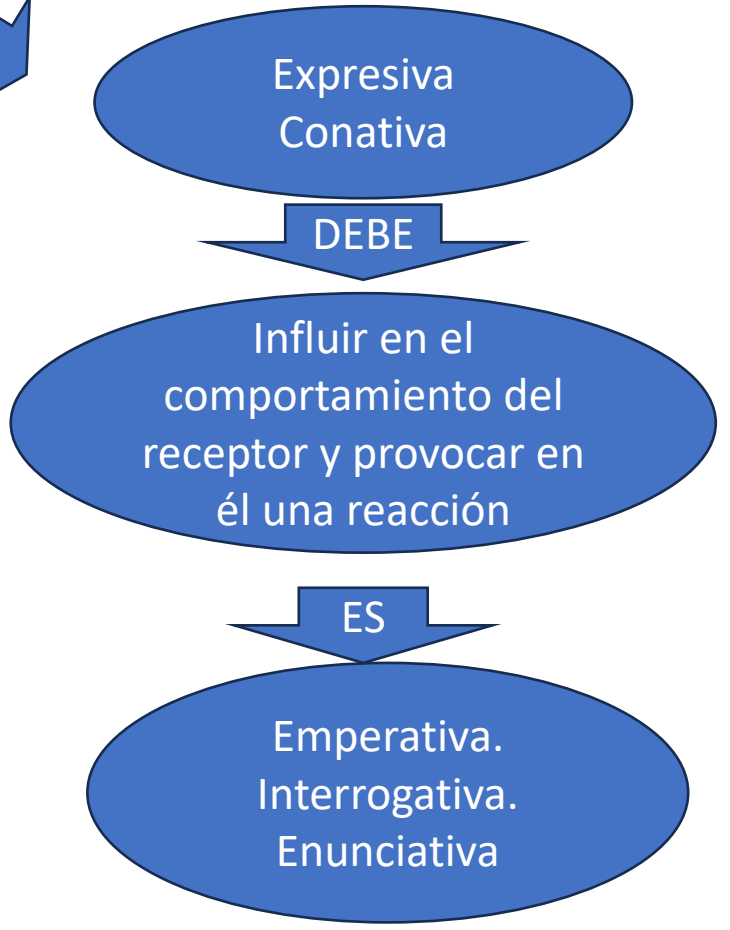 Expresiva
Conativa
DEBE
Influir en el
comportamiento del
receptor y provocar en
él una reacción
ES
Emperativa.
Interrogativa.
Enunciativa